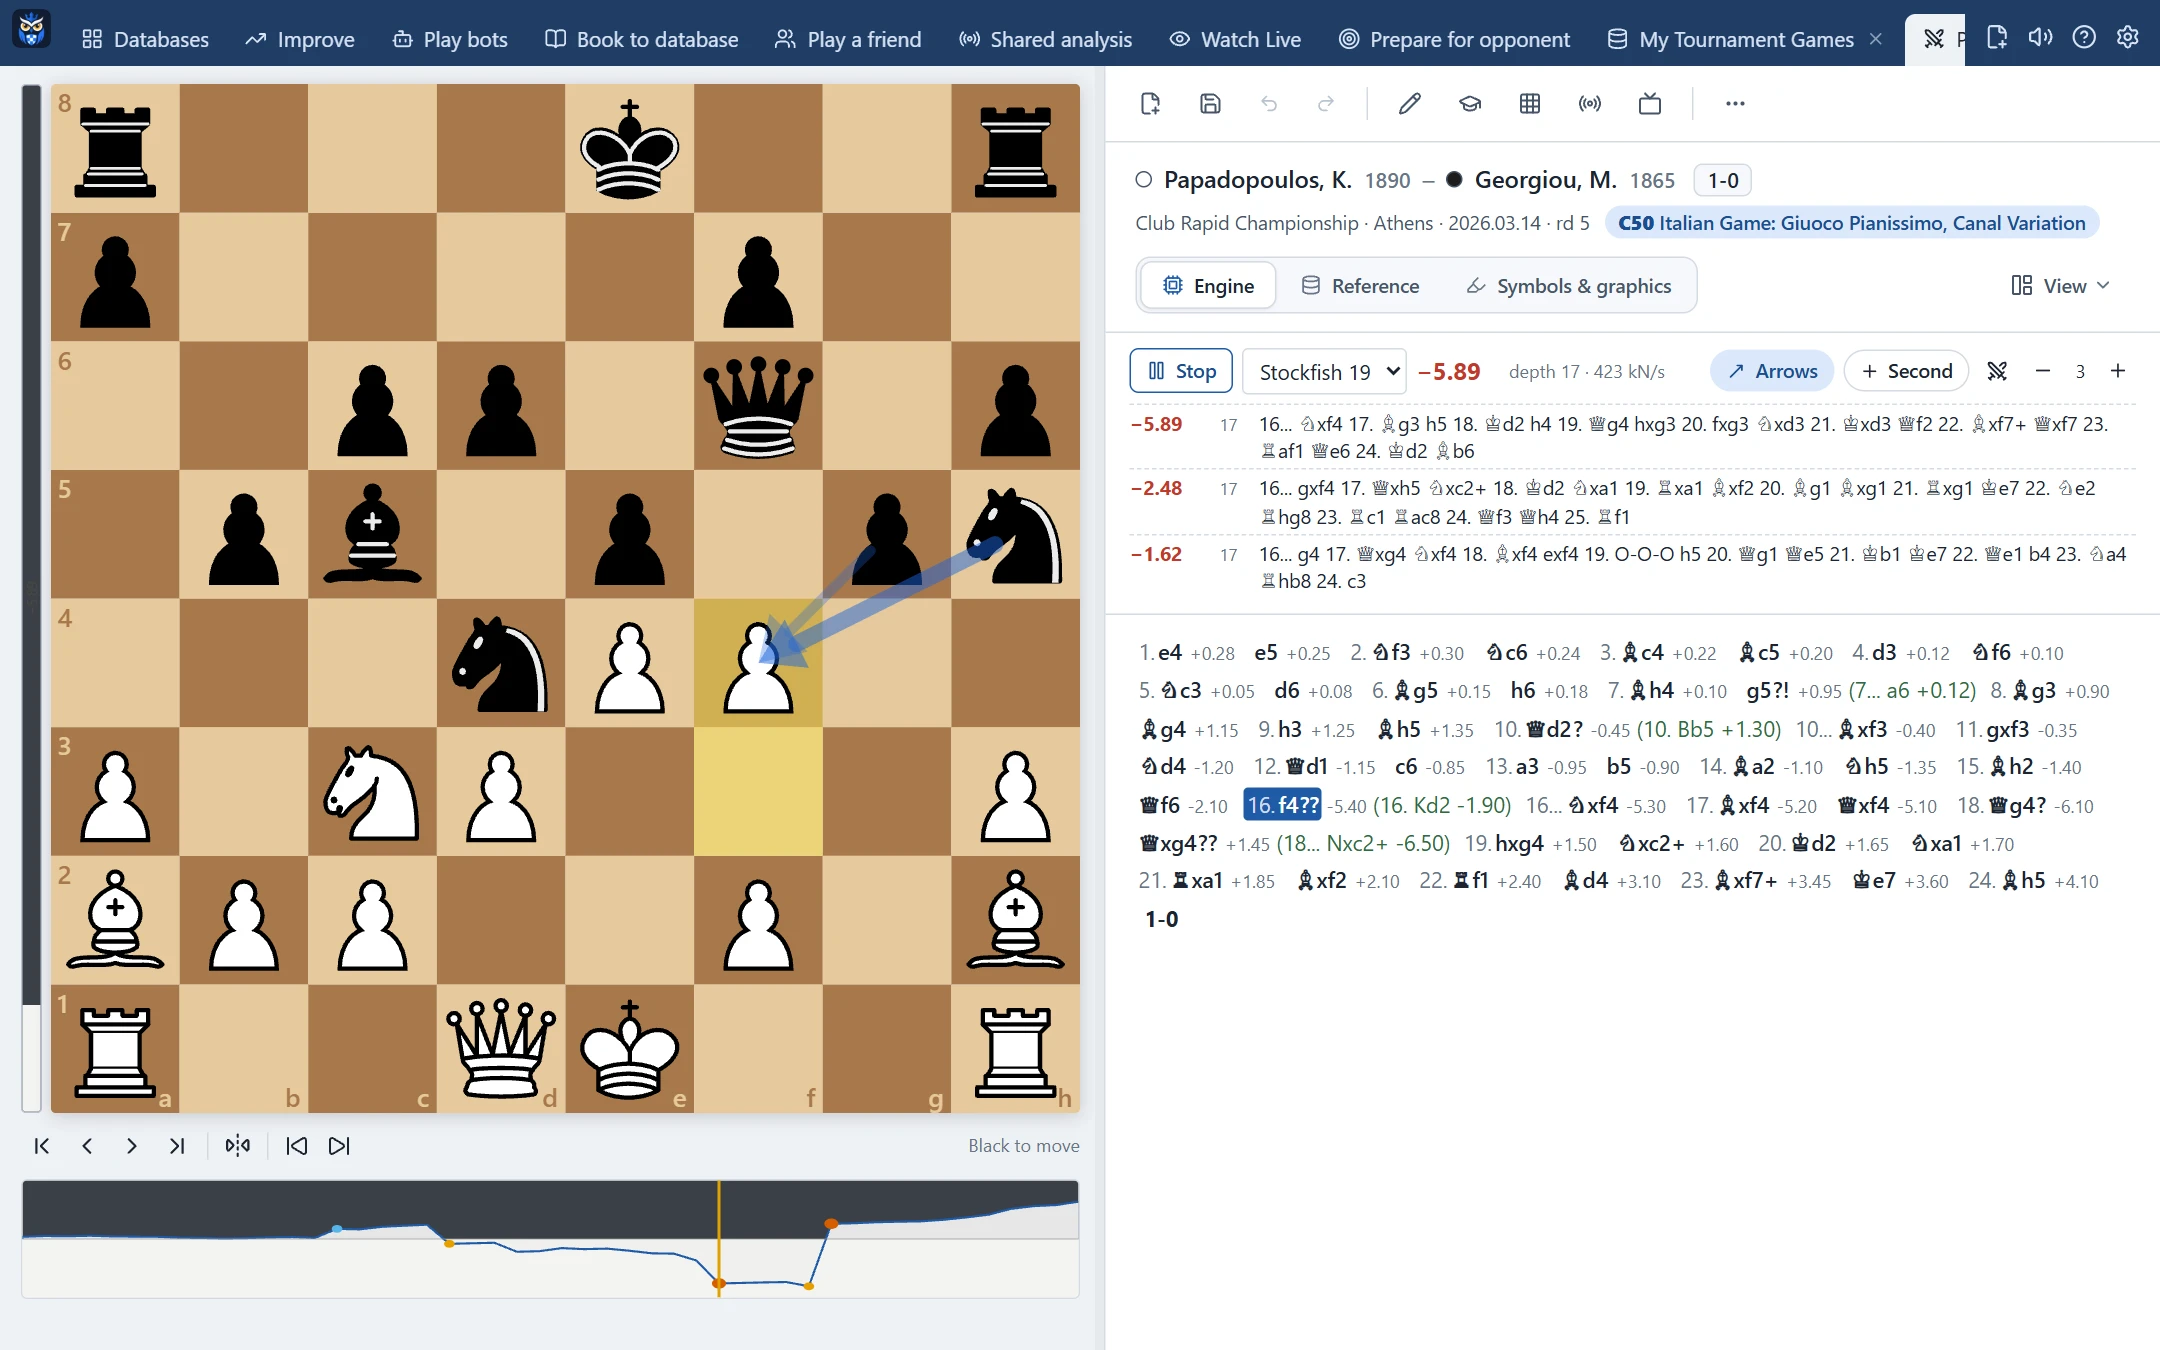 Databases Improve Play bots Book to database Play a friend Shared analysis Watch Live Prepare for opponent My Tournament Games
Papadopoulos, K. 1890 – Georgiou, M. 1865 1-0
Club Rapid Championship · Athens · 2026.03.14 · rd 5 C50 Italian Game: Giuoco Pianissimo, Canal Variation
Engine Reference Symbols & graphics View
Stop Stockfish 19 −5.89 depth 17 · 423 kN/s Arrows + Second − 3 +
−5.89 17 16... ♘xf4 17. ♗g3 h5 18. ♔d2 h4 19. ♕g4 hxg3 20. fxg3 ♘xd3 21. ♔xd3 ♕f2 22. ♗xf7+ ♕xf7 23.
♖af1 ♕e6 24. ♔d2 ♗b6
−2.48 17 16... gxf4 17. ♕xh5 ♘xc2+ 18. ♔d2 ♘xa1 19. ♖xa1 ♗xf2 20. ♗g1 ♗xg1 21. ♖xg1 ♔e7 22. ♘e2
♖hg8 23. ♖c1 ♖ac8 24. ♕f3 ♕h4 25. ♖f1
−1.62 17 16... g4 17. ♕xg4 ♘xf4 18. ♗xf4 exf4 19. O-O-O h5 20. ♕g1 ♕e5 21. ♔b1 ♔e7 22. ♕e1 b4 23. ♘a4
♖hb8 24. c3
1. e4 +0.28 e5 +0.25 2. ♘f3 +0.30 ♘c6 +0.24 3. ♗c4 +0.22 ♗c5 +0.20 4. d3 +0.12 ♘f6 +0.10
5. ♘c3 +0.05 d6 +0.08 6. ♗g5 +0.15 h6 +0.18 7. ♗h4 +0.10 g5?! +0.95 (7... a6 +0.12) 8. ♗g3 +0.90
♗g4 +1.15 9. h3 +1.25 ♗h5 +1.35 10. ♕d2? -0.45 (10. Bb5 +1.30) 10... ♗xf3 -0.40 11. gxf3 -0.35
♘d4 -1.20 12. ♕d1 -1.15 c6 -0.85 13. a3 -0.95 b5 -0.90 14. ♗a2 -1.10 ♘h5 -1.35 15. ♗h2 -1.40
♕f6 -2.10 16. f4?? -5.40 (16. Kd2 -1.90) 16... ♘xf4 -5.30 17. ♗xf4 -5.20 ♕xf4 -5.10 18. ♕g4? -6.10
♕xg4?? +1.45 (18... Nxc2+ -6.50) 19. hxg4 +1.50 ♘xc2+ +1.60 20. ♔d2 +1.65 ♘xa1 +1.70
21. ♖xa1 +1.85 ♗xf2 +2.10 22. ♖f1 +2.40 ♗d4 +3.10 23. ♗xf7+ +3.45 ♔e7 +3.60 24. ♗h5 +4.10
1-0
8
7
6
5
4
3
2
1
a b c d e f g h
Black to move